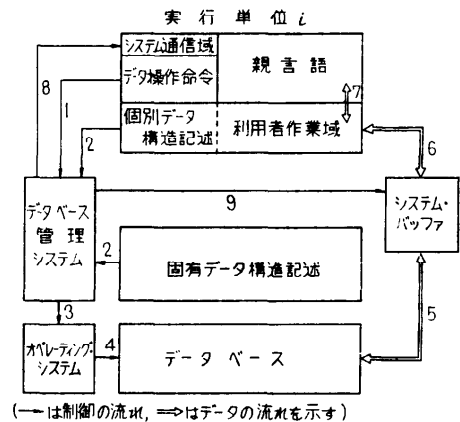 実行単位i
システム通信域
データ操作命令
親言語
8
1
7
個別データ
構造記述
利用者作業域
2
6
データベース
管理
システム
9
システム・
バッファ
2
固有データ構造記述
3
5
オペレーティング・
システム
4
データベース
(→は制御の流れ, ⇒はデータの流れを示す)